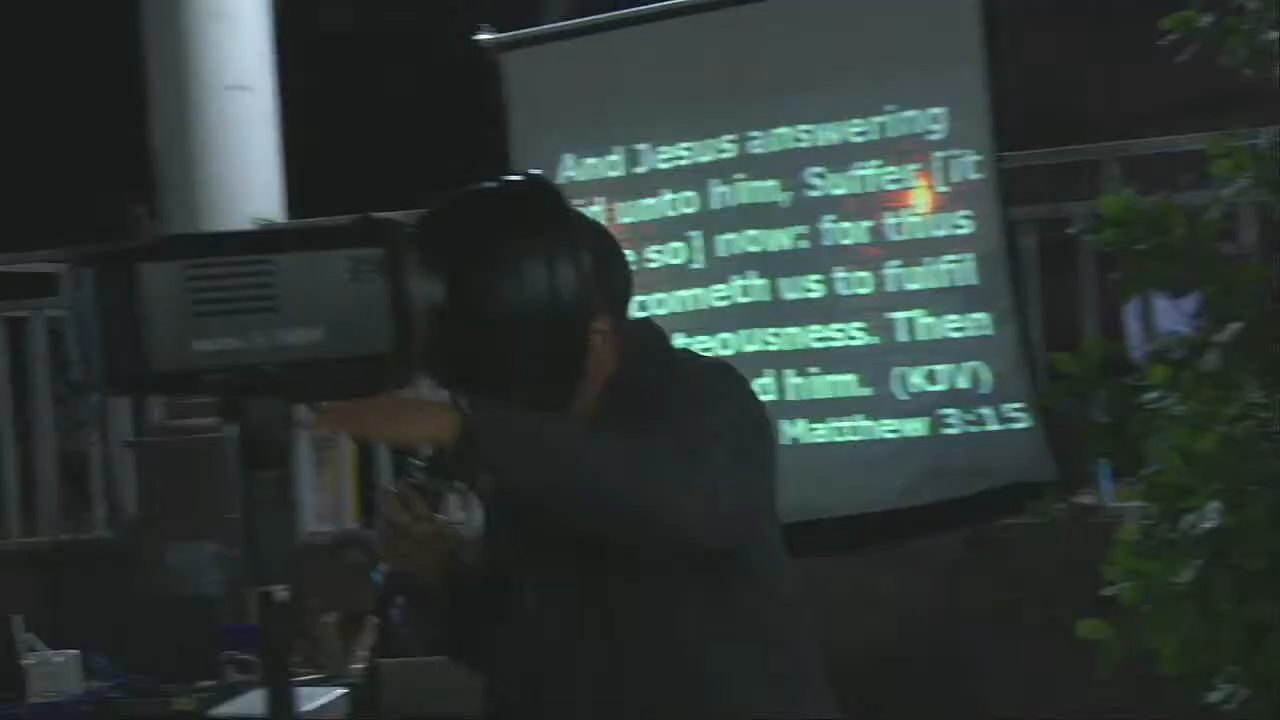 And Jesus answering
unto him, Suffer [it
so] now: for thus
cometh us to fulfil
teousness. Then
d him. (KJV)
Matthew 3:15